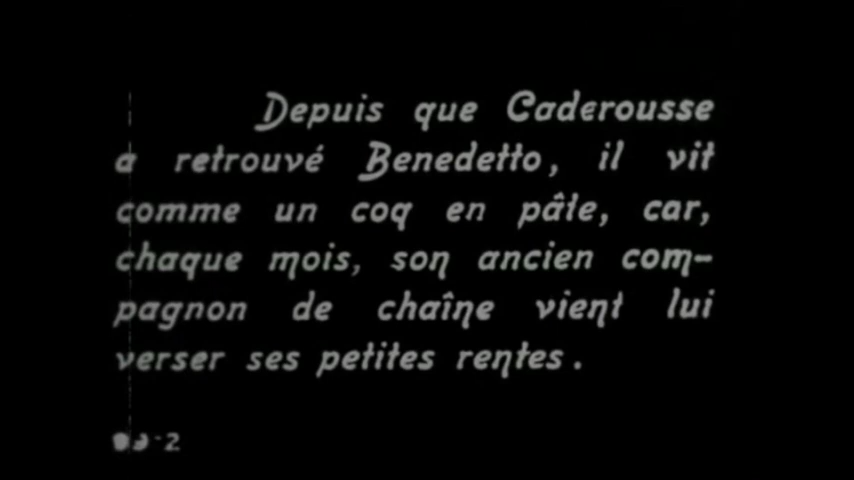 Depuis que Caderousse
a retrouvé Benedetto, il vit
comme un coq en pâte, car,
chaque mois, son ancien com-
pagnon de chaîne vient lui
verser ses petites rentes.